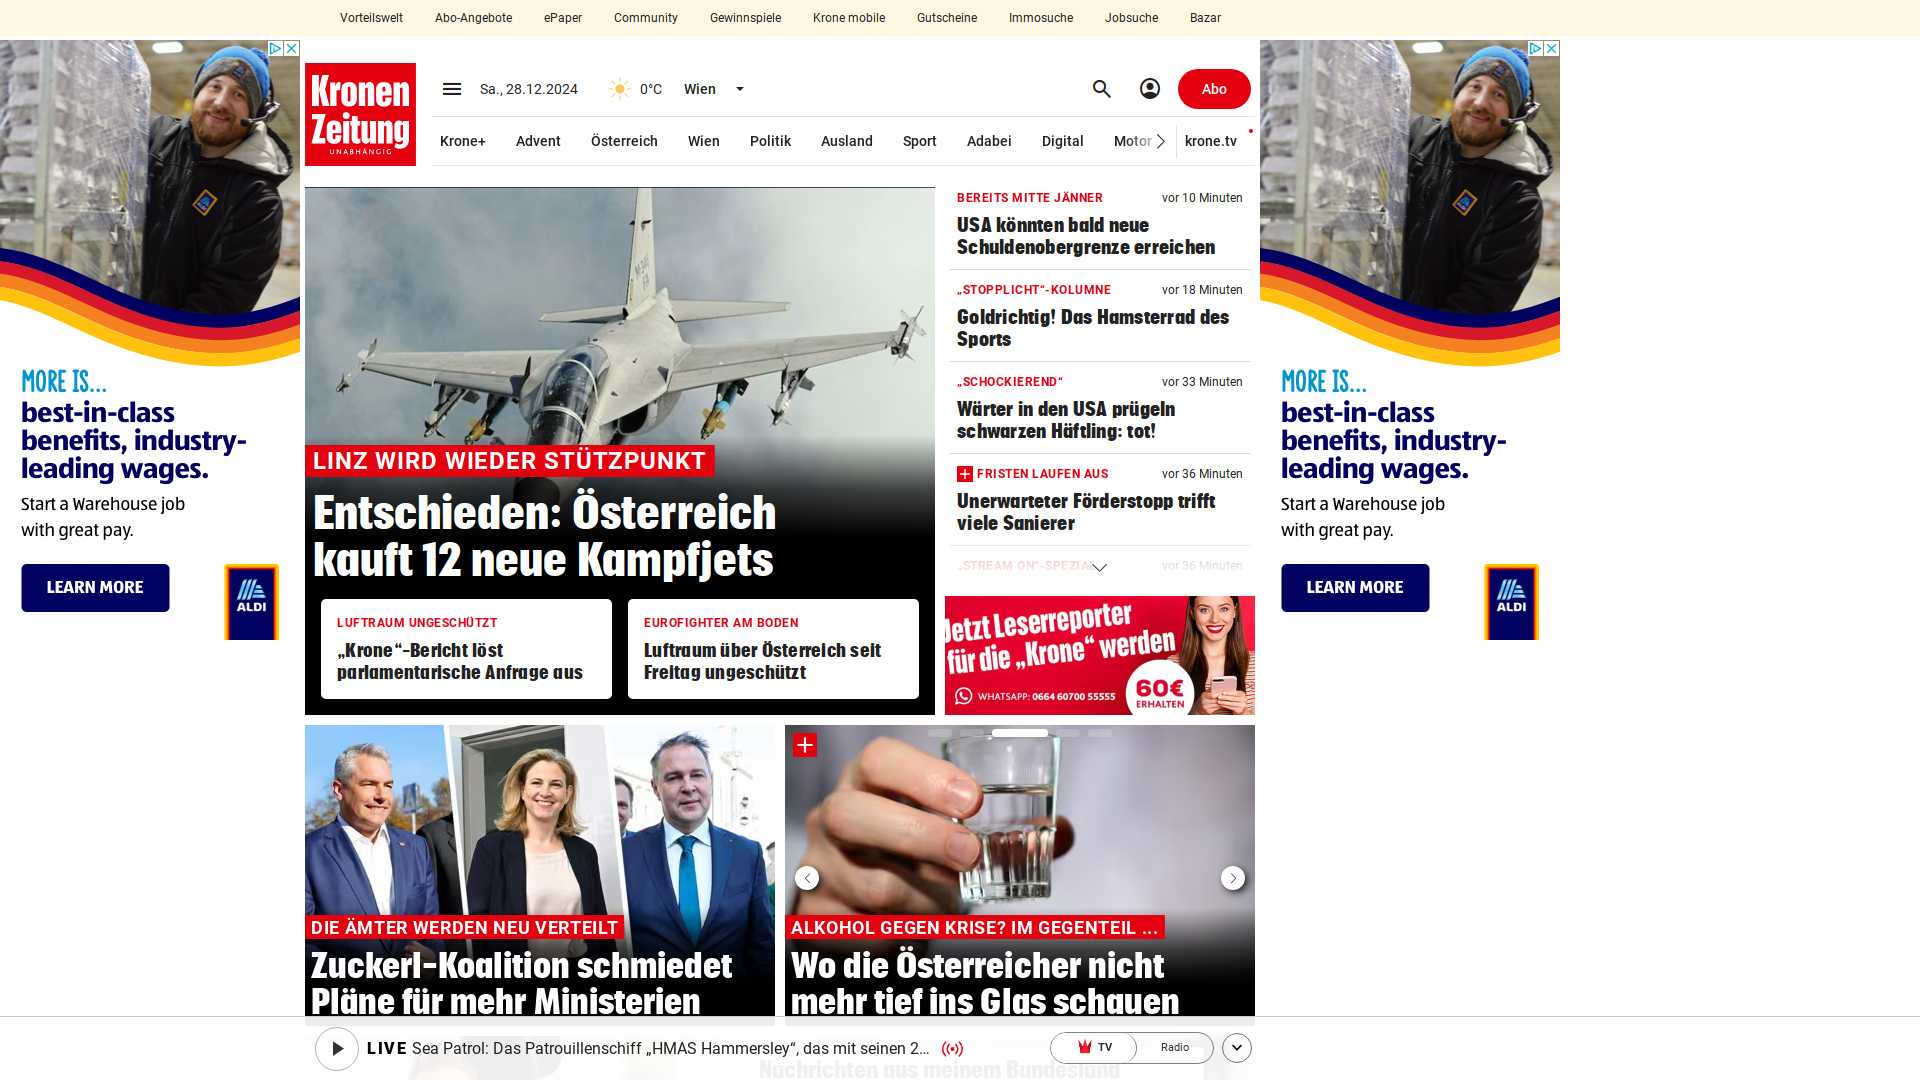 Vorteilswelt
Abo-Angebote
ePaper
Community
Gewinnspiele
Krone mobile
Gutscheine
Immosuche
Jobsuche
Bazar
Kronen
Zeitung
UNABHÄNGIG
Sa., 28.12.2024
0°C
Wien
Abo
Krone+
Advent
Österreich
Wien
Politik
Ausland
Sport
Adabei
Digital
Motor
krone.tv
MORE IS...
best-in-class
benefits, industry-
leading wages.
Start a Warehouse job
with great pay.
LEARN MORE
ALDI
LINZ WIRD WIEDER STÜTZPUNKT
Entschieden: Österreich
kauft 12 neue Kampfjets
LUFTRAUM UNGESCHÜTZT
„Krone“-Bericht löst
parlamentarische Anfrage aus
EUROFIGHTER AM BODEN
Luftraum über Österreich seit
Freitag ungeschützt
BEREITS MITTE JÄNNER
vor 10 Minuten
USA könnten bald neue
Schuldenobergrenze erreichen
„STOPPLICHT“-KOLUMNE
vor 18 Minuten
Goldrichtig! Das Hamsterrad des
Sports
„SCHOCKIEREND“
vor 33 Minuten
Wärter in den USA prügeln
schwarzen Häftling: tot!
FRISTEN LAUFEN AUS
vor 36 Minuten
Unerwarteter Förderstopp trifft
viele Sanierer
„STREAM ON“-SPEZIAL
vor 36 Minuten
Jetzt Leserreporter
für die „Krone“ werden
WHATSAPP: 0664 60700 55555
60€
ERHALTEN
MORE IS...
best-in-class
benefits, industry-
leading wages.
Start a Warehouse job
with great pay.
LEARN MORE
ALDI
DIE ÄMTER WERDEN NEU VERTEILT
Zuckerl-Koalition schmiedet
Pläne für mehr Ministerien
ALKOHOL GEGEN KRISE? IM GEGENTEIL ...
Wo die Österreicher nicht
mehr tief ins Glas schauen
LIVE Sea Patrol: Das Patrouillenschiff „HMAS Hammersley“, das mit seinen 2...
TV
Radio
Nachrichten aus meinem Bundesland